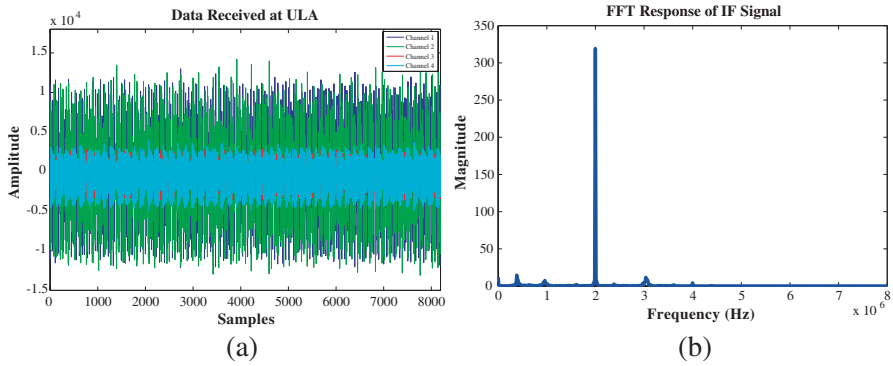 Data Received at ULA
x 10^4
1.5
1
0.5
0
-0.5
-1
-1.5
Amplitude
Channel 1
Channel 2
Channel 3
Channel 4
0 1000 2000 3000 4000 5000 6000 7000 8000
Samples
(a)
FFT Response of IF Signal
350
300
250
200
150
100
50
0
Magnitude
0 1 2 3 4 5 6 7 8
Frequency (Hz)
x 10^6
(b)